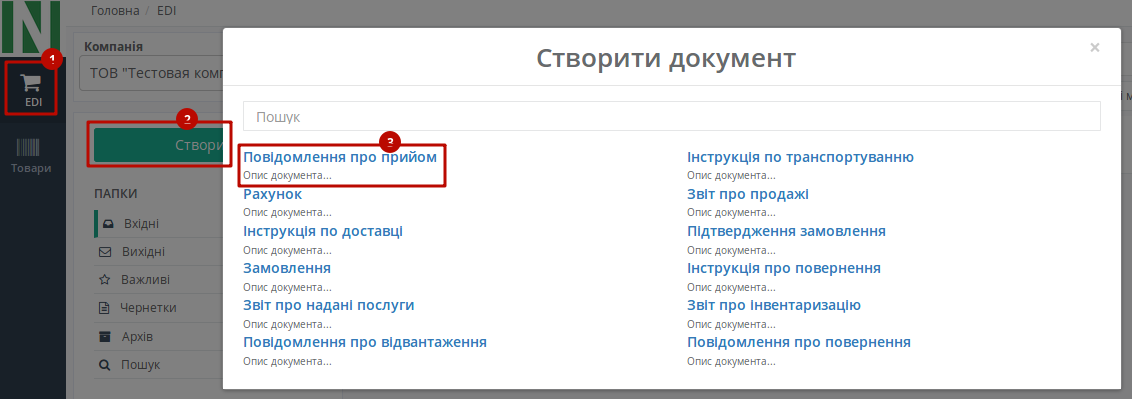 Головна / EDI
Компанія
ТОВ "Тестовая комп
1
EDI
2
Створи
Товари
ПАПКИ
Вхідні
Вихідні
Важливі
Чернетки
Архів
Пошук
Створити документ
×
Пошук
3
Повідомлення про прийом
Опис документа...
Рахунок
Опис документа...
Інструкція по доставці
Опис документа...
Замовлення
Опис документа...
Звіт про надані послуги
Опис документа...
Повідомлення про відвантаження
Опис документа...
Інструкція по транспортуванню
Опис документа...
Звіт про продажі
Опис документа...
Підтвердження замовлення
Опис документа...
Інструкція про повернення
Опис документа...
Звіт про інвентаризацію
Опис документа...
Повідомлення про повернення
Опис документа...